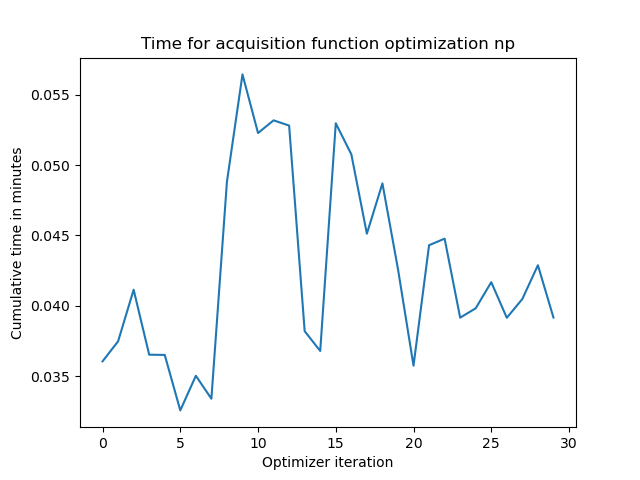 Time for acquisition function optimization np
Cumulative time in minutes
0.055
0.050
0.045
0.040
0.035
0 5 10 15 20 25 30
Optimizer iteration